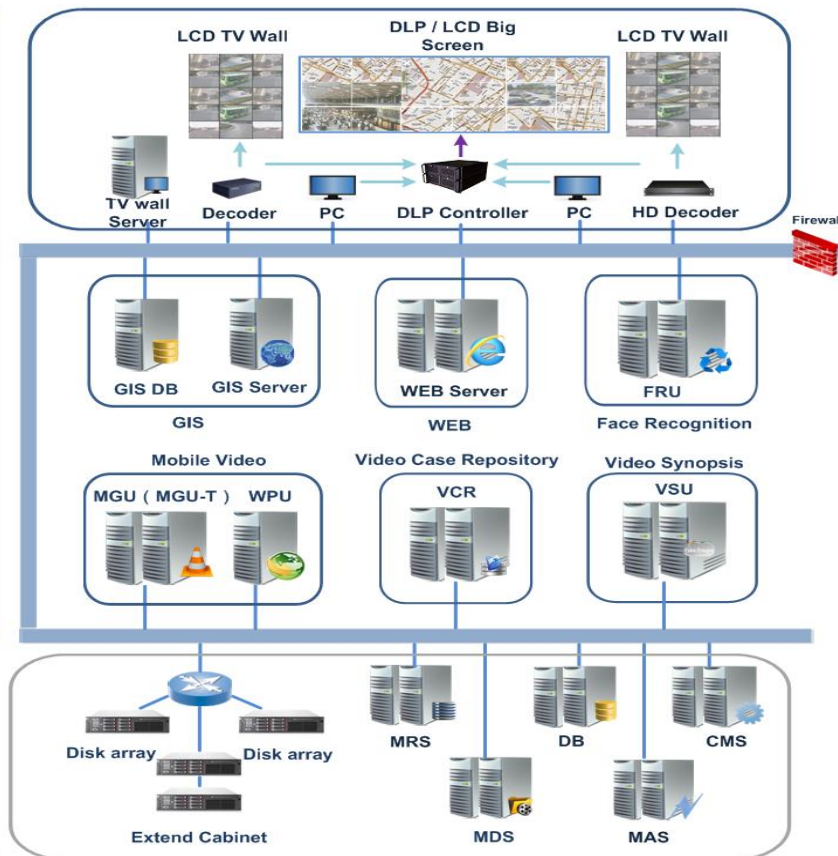 LCD TV Wall
DLP / LCD Big
Screen
LCD TV Wall
TV wall
Server
Decoder
PC
DLP Controller
PC
HD Decoder
Firewal
GIS DB
GIS Server
WEB Server
FRU
GIS
WEB
Face Recognition
Mobile Video
Video Case Repository
Video Synopsis
MGU ( MGU-T )
WPU
VCR
VSU
Disk array
Disk array
MRS
DB
CMS
Extend Cabinet
MDS
MAS